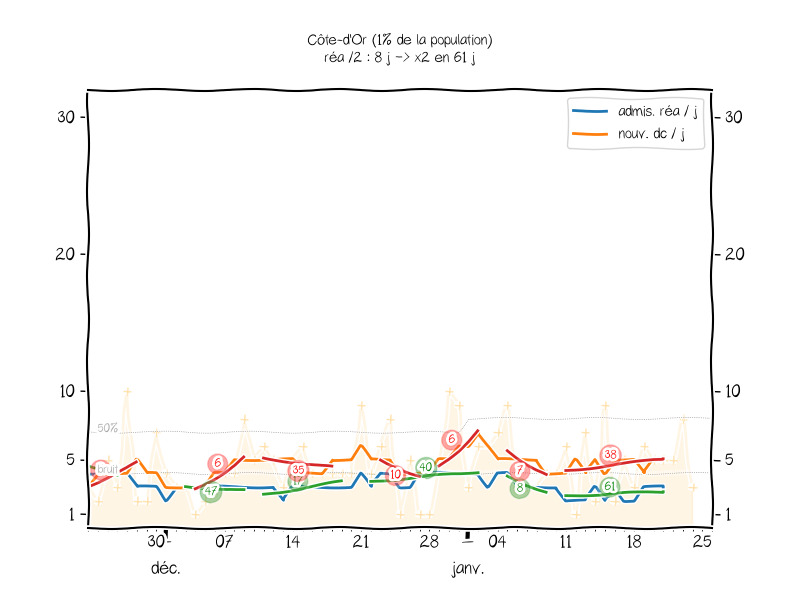 Côte-d'Or (1% de la population)
réa /2 : 8 j -> x2 en 61 j
admis. réa / j
nouv. dc / j
30 30
20 20
10 10
5 5
1 1
50%
bruit
6
47
35
10
40
6
7
8
38
61
30 07 14 21 28 04 11 18 25
déc. janv.